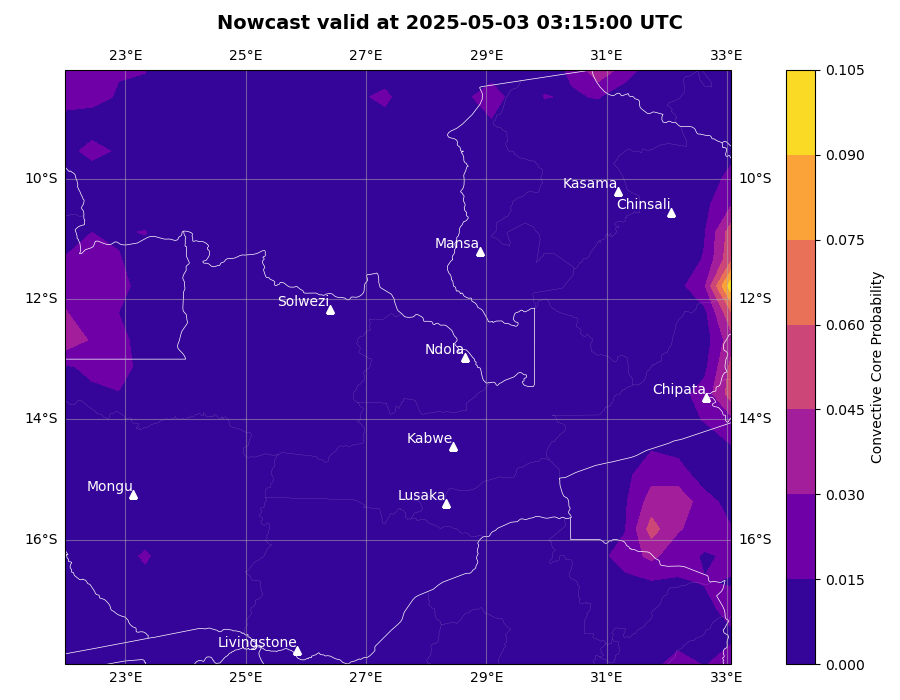 Nowcast valid at 2025-05-03 03:15:00 UTC
23°E 25°E 27°E 29°E 31°E 33°E
0.105
0.090
10°S 10°S
Kasama
Chinsali
0.075
Mansa
12°S 12°S
Solwezi
0.060
Ndola
Chipata
0.045
14°S 14°S
Kabwe
Mongu
Lusaka
0.030
16°S 16°S
0.015
Livingstone
0.000
23°E 25°E 27°E 29°E 31°E 33°E
Convective Core Probability